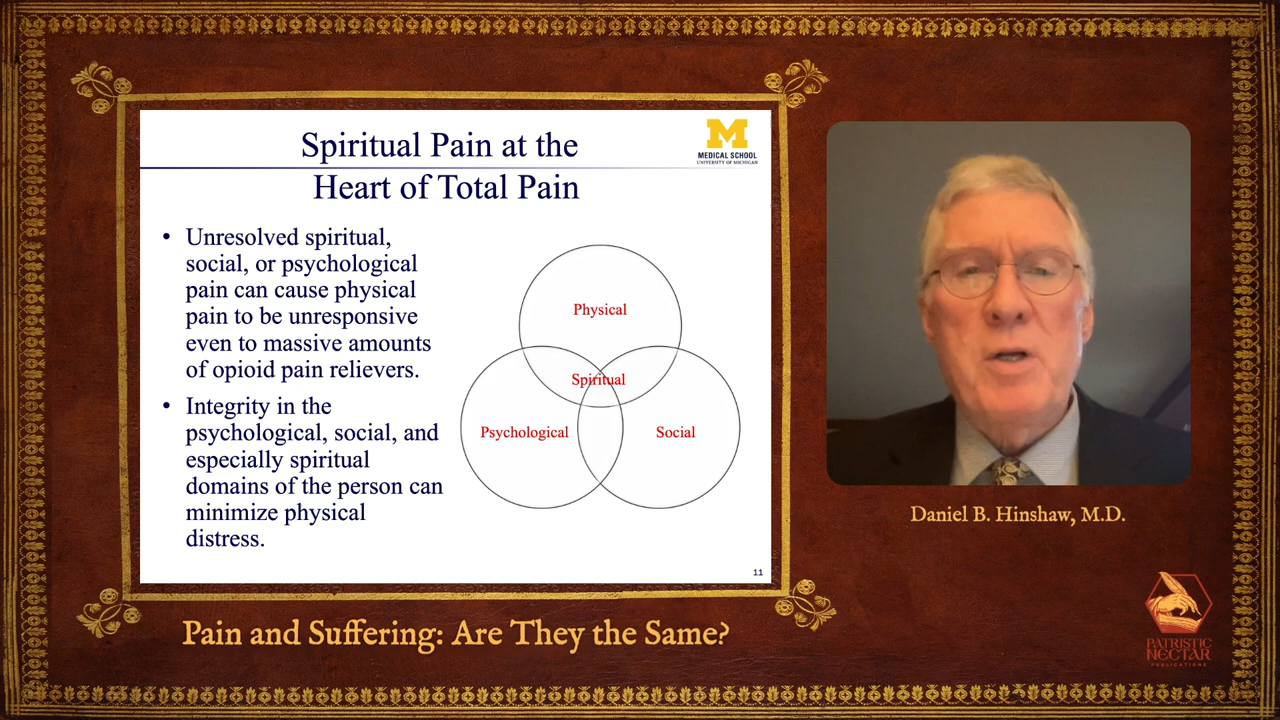 Spiritual Pain at the
Heart of Total Pain
M
MEDICAL SCHOOL
UNIVERSITY OF MICHIGAN
• Unresolved spiritual,
social, or psychological
pain can cause physical
pain to be unresponsive
even to massive amounts
of opioid pain relievers.
• Integrity in the
psychological, social, and
especially spiritual
domains of the person can
minimize physical
distress.
Physical
Spiritual
Psychological
Social
11
Daniel B. Hinshaw, M.D.
Pain and Suffering: Are They the Same?
PATRISTIC
NECTAR
PUBLICATIONS